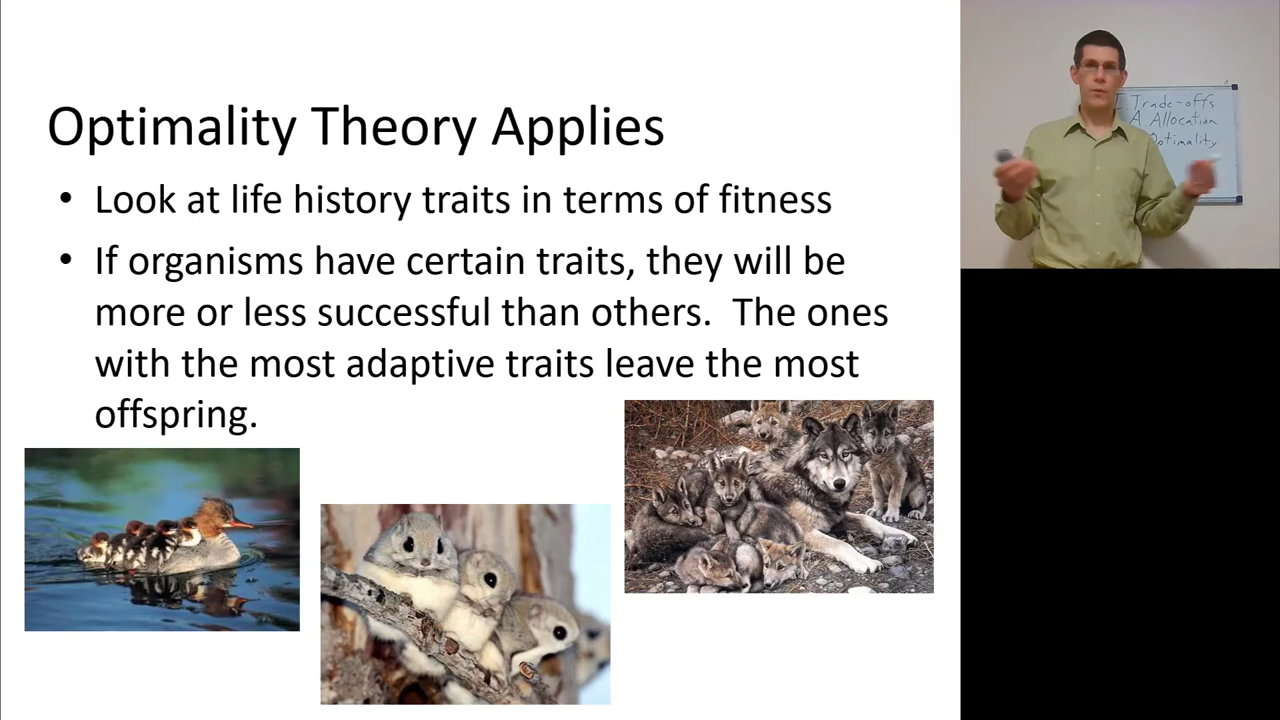 Optimality Theory Applies
• Look at life history traits in terms of fitness
• If organisms have certain traits, they will be
more or less successful than others.  The ones
with the most adaptive traits leave the most
offspring.
I Trade-offs
A Allocation
Optimality